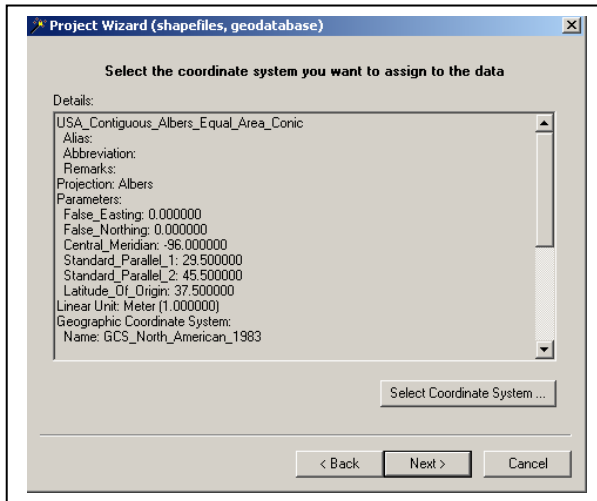 Project Wizard (shapefiles, geodatabase)
Select the coordinate system you want to assign to the data
Details:
USA_Contiguous_Albers_Equal_Area_Conic
Alias:
Abbreviation:
Remarks:
Projection: Albers
Parameters:
False_Easting: 0.000000
False_Northing: 0.000000
Central_Meridian: -96.000000
Standard_Parallel_1: 29.500000
Standard_Parallel_2: 45.500000
Latitude_Of_Origin: 37.500000
Linear Unit: Meter (1.000000)
Geographic Coordinate System:
Name: GCS_North_American_1983
Select Coordinate System ...
< Back Next > Cancel